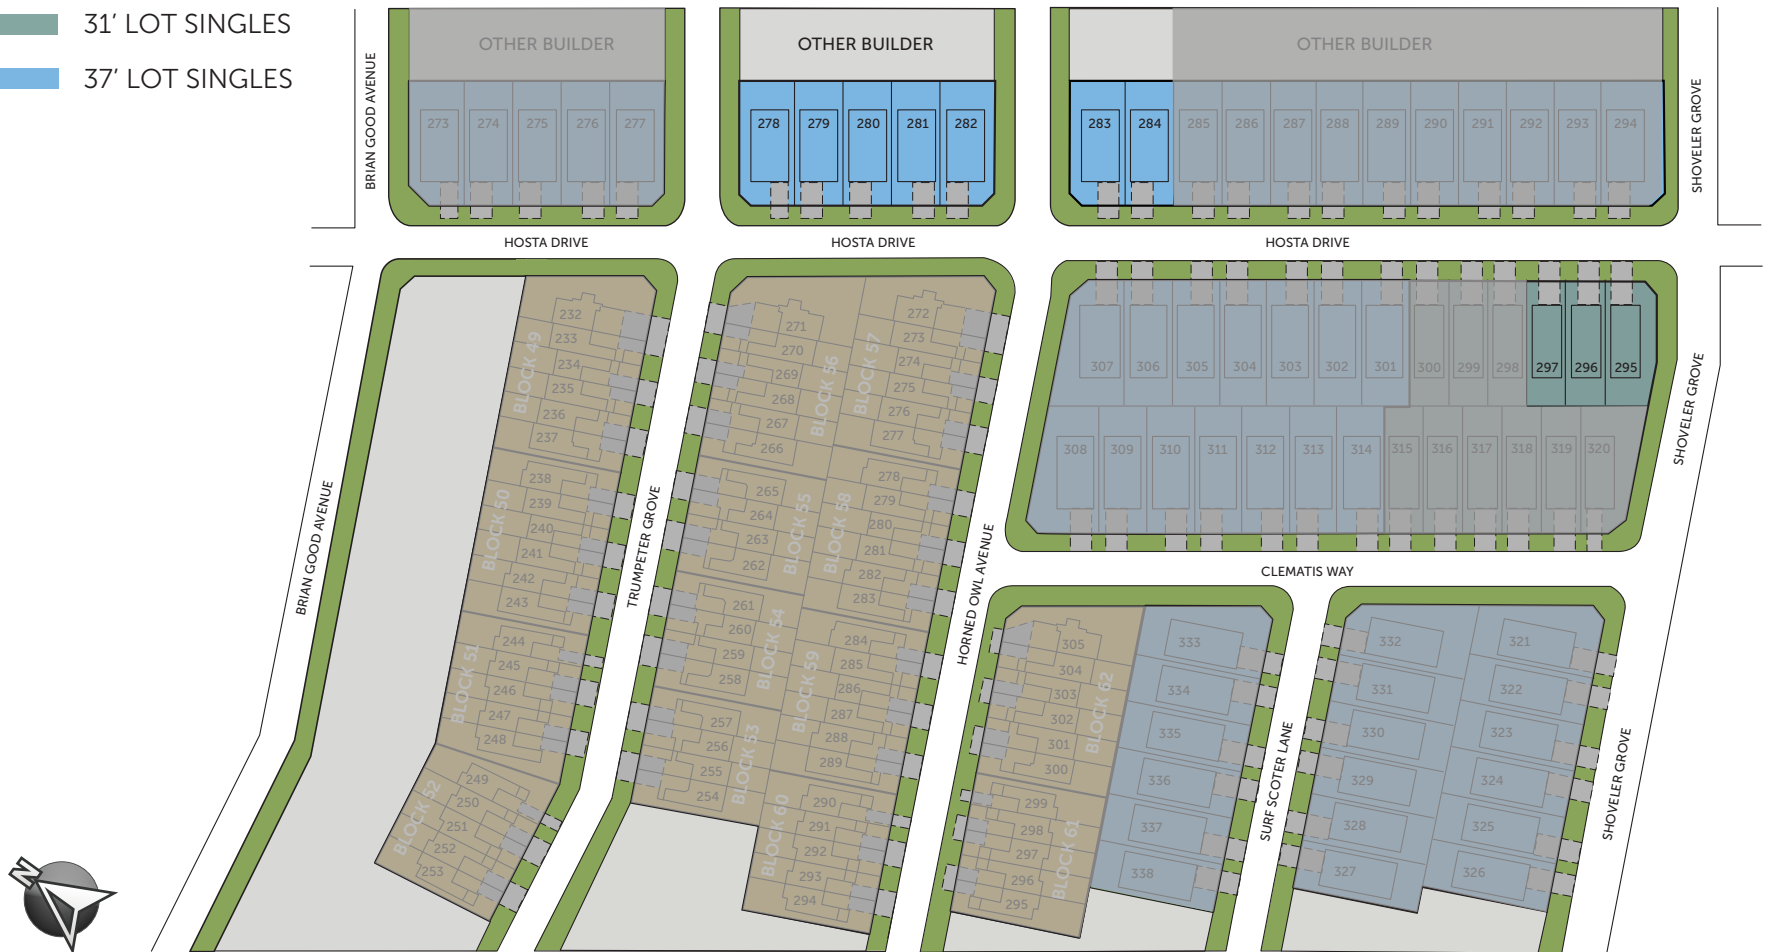 31' LOT SINGLES
37' LOT SINGLES
OTHER BUILDER
OTHER BUILDER
OTHER BUILDER
BRIAN GOOD AVENUE
SHOVELER GROVE
273 274 275 276 277
278 279 280 281 282
283 284 285 286 287 288 289 290 291 292 293 294
HOSTA DRIVE
HOSTA DRIVE
HOSTA DRIVE
BLOCK 49
232
233
234
235
236
237
BLOCK 50
238
239
240
241
242
243
BLOCK 51
244
245
246
247
248
BLOCK 52
249
250
251
252
253
BRIAN GOOD AVENUE
TRUMPETER GROVE
271
270
269
268
267
266
BLOCK 56
265
264
263
262
BLOCK 55
261
260
259
258
BLOCK 54
257
256
255
254
BLOCK 53
BLOCK 57
272
273
274
275
276
277
BLOCK 58
278
279
280
281
282
283
BLOCK 59
284
285
286
287
288
289
BLOCK 60
290
291
292
293
294
HORNED OWL AVENUE
307 306 305 304 303 302 301 300 299 298 297 296 295
308 309 310 311 312 313 314 315 316 317 318 319 320
SHOVELER GROVE
CLEMATIS WAY
305
304
303
302
301
300
BLOCK 62
299
298
297
296
295
BLOCK 61
333
334
335
336
337
338
SURF SCOTER LANE
332
331
330
329
328
327
321
322
323
324
325
326
SHOVELER GROVE
N